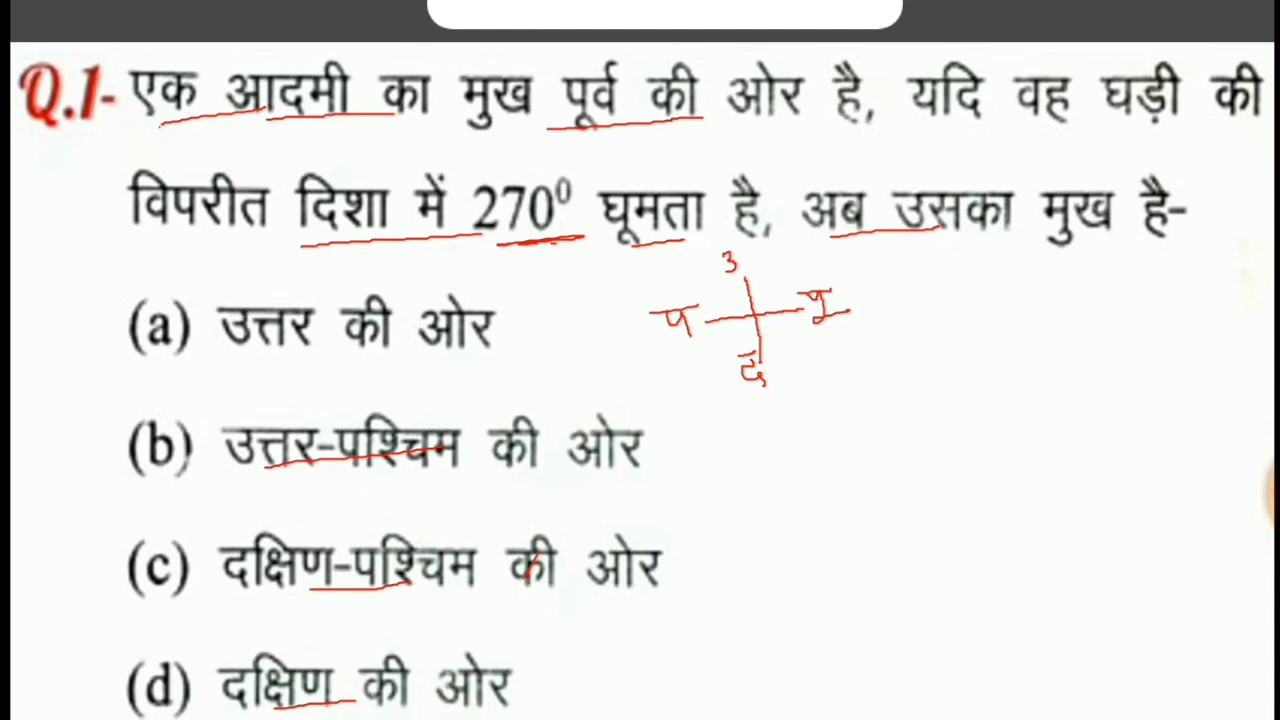 Q.1- एक आदमी का मुख पूर्व की ओर है, यदि वह घड़ी की
विपरीत दिशा में 270⁰ घूमता है, अब उसका मुख है-
उ
प पू
द
(a) उत्तर की ओर
(b) उत्तर-पश्चिम की ओर
(c) दक्षिण-पश्चिम की ओर
(d) दक्षिण की ओर